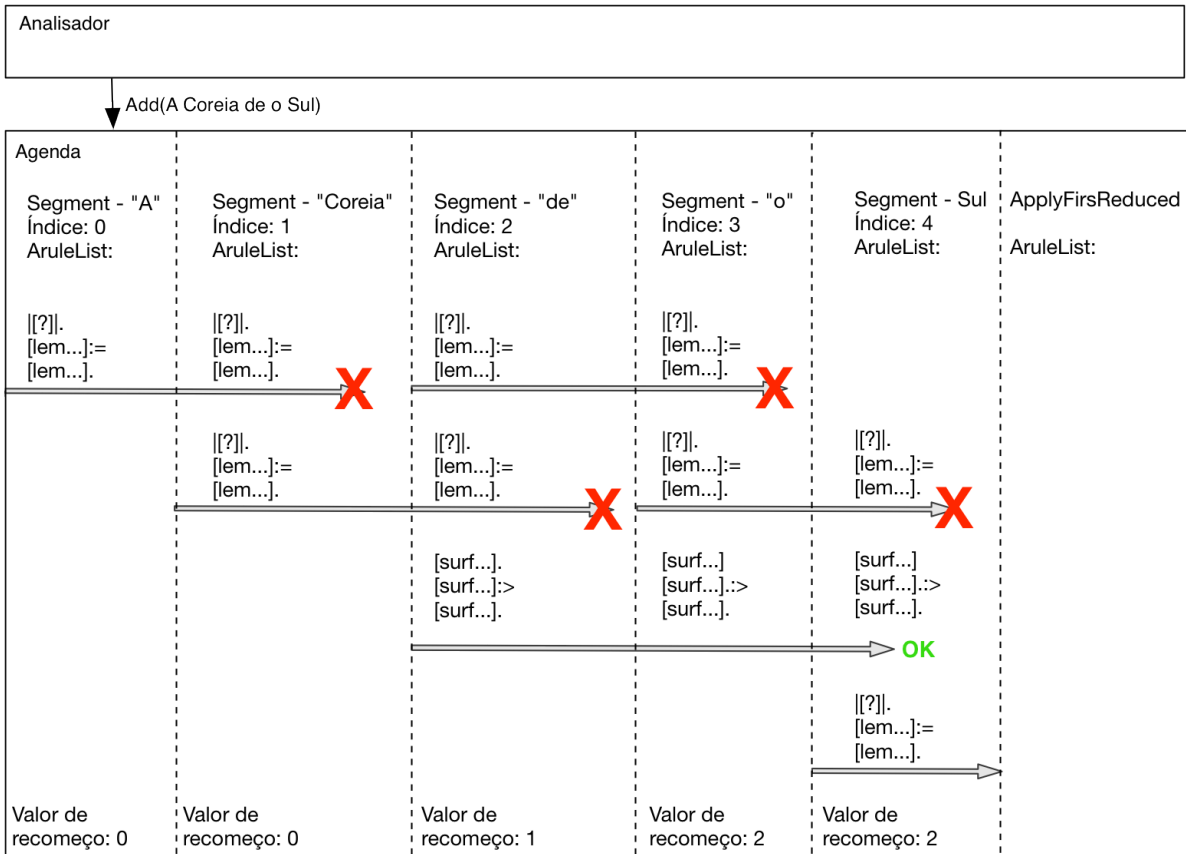 Analisador
Add(A Coreia de o Sul)
Agenda
Segment - "A"
Índice: 0
AruleList:
|[?]|.
[lem...]:=
[lem...].
Valor de
recomeço: 0
Segment - "Coreia"
Índice: 1
AruleList:
|[?]|.
[lem...]:=
[lem...].
X
|[?]|.
[lem...]:=
[lem...].
Valor de
recomeço: 0
Segment - "de"
Índice: 2
AruleList:
|[?]|.
[lem...]:=
[lem...].
|[?]|.
[lem...]:=
[lem...].
X
[surf...].
[surf...]:>
[surf...].
Valor de
recomeço: 1
Segment - "o"
Índice: 3
AruleList:
|[?]|.
[lem...]:=
[lem...].
X
|[?]|.
[lem...]:=
[lem...].
[surf...]
[surf...].:>
[surf...].
Valor de
recomeço: 2
Segment - Sul
Índice: 4
AruleList:
|[?]|.
[lem...]:=
[lem...].
X
[surf...]
[surf...].:>
[surf...].
OK
|[?]|.
[lem...]:=
[lem...].
Valor de
recomeço: 2
ApplyFirsReduced
AruleList: